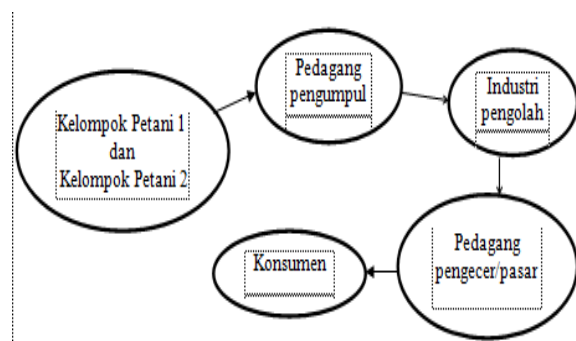 Kelompok Petani 1
dan
Kelompok Petani 2
Pedagang
pengumpul
Industri
pengolah
Pedagang
pengecer/pasar
Konsumen